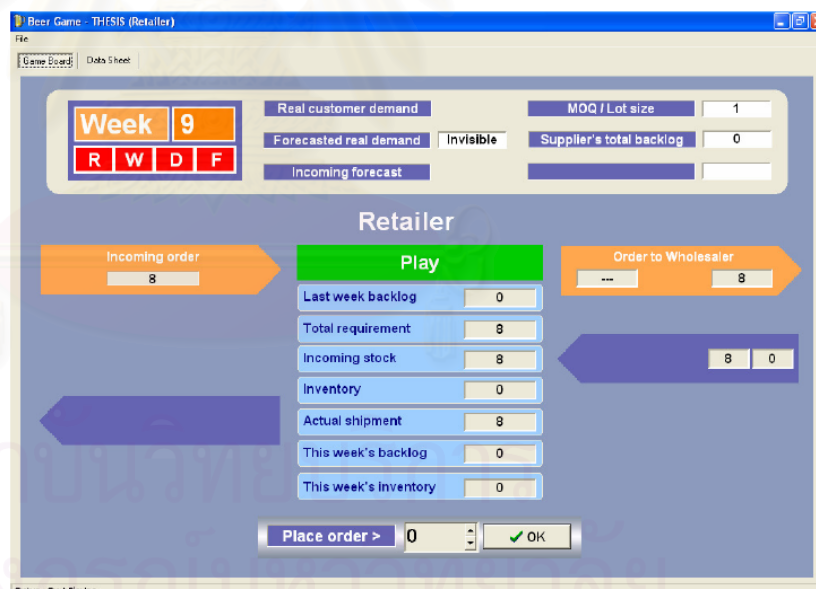 Beer Game - THESIS (Retailer)
File
Game Board Data Sheet
Week 9
R W D F
Real customer demand
Forecasted real demand Invisible
Incoming forecast
MOQ / Lot size 1
Supplier's total backlog 0
Retailer
Incoming order
8
Play
Order to Wholesaler
--- 8
Last week backlog 0
Total requirement 8
Incoming stock 8
8 0
Inventory 0
Actual shipment 8
This week's backlog 0
This week's inventory 0
Place order > 0 OK